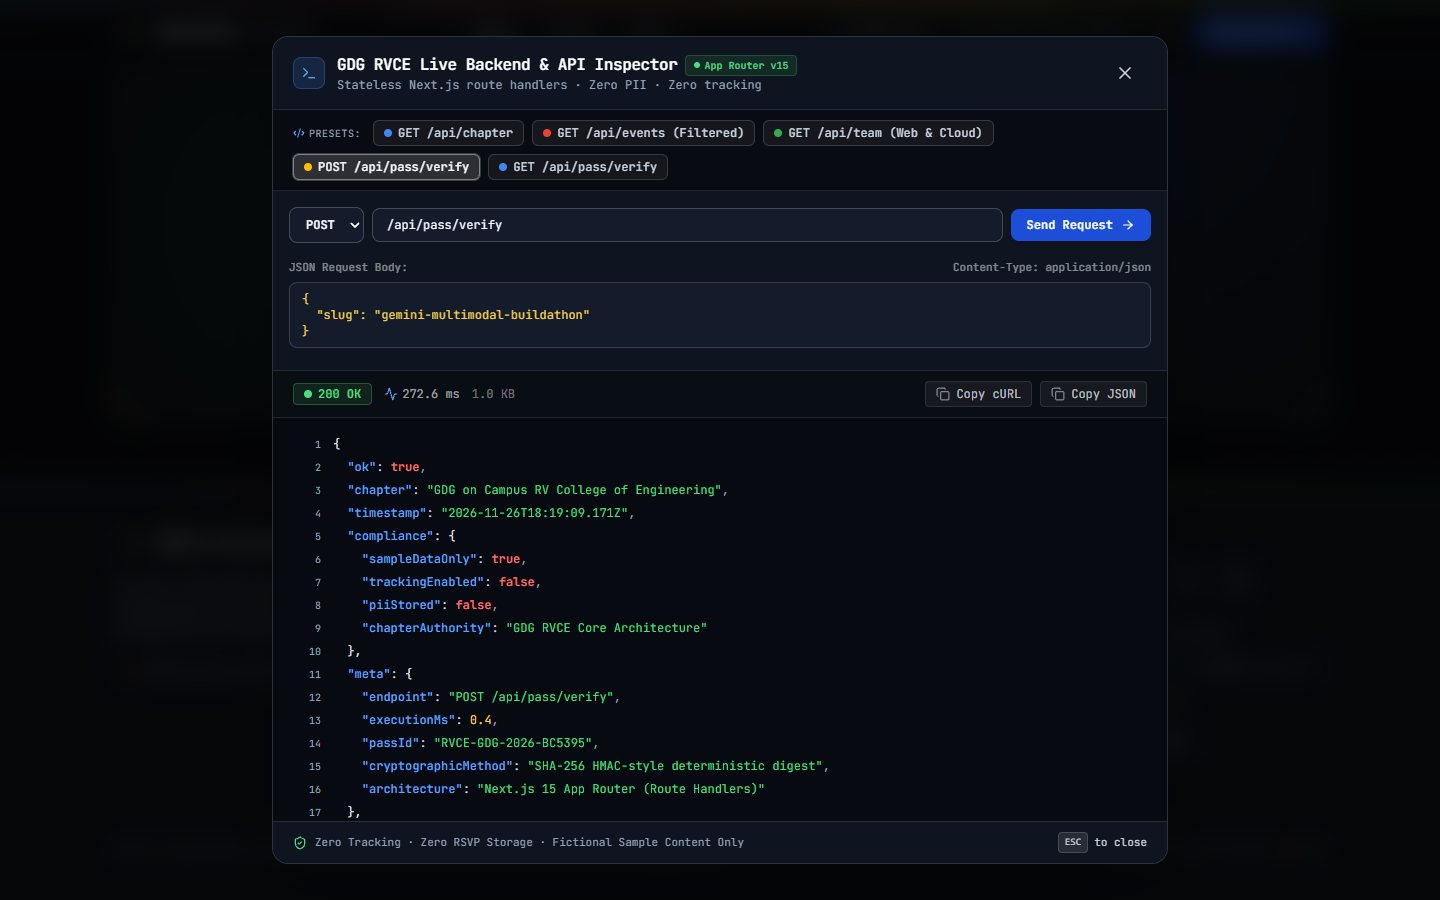 GDG RVCE Live Backend & API Inspector App Router v15
Stateless Next.js route handlers · Zero PII · Zero tracking
PRESETS: GET /api/chapter GET /api/events (Filtered) GET /api/team (Web & Cloud)
POST /api/pass/verify GET /api/pass/verify
POST /api/pass/verify Send Request →
JSON Request Body: Content-Type: application/json
{
"slug": "gemini-multimodal-buildathon"
}
200 OK 272.6 ms 1.0 KB Copy cURL Copy JSON
1 {
2 "ok": true,
3 "chapter": "GDG on Campus RV College of Engineering",
4 "timestamp": "2026-11-26T18:19:09.171Z",
5 "compliance": {
6 "sampleDataOnly": true,
7 "trackingEnabled": false,
8 "piiStored": false,
9 "chapterAuthority": "GDG RVCE Core Architecture"
10 },
11 "meta": {
12 "endpoint": "POST /api/pass/verify",
13 "executionMs": 0.4,
14 "passId": "RVCE-GDG-2026-BC5395",
15 "cryptographicMethod": "SHA-256 HMAC-style deterministic digest",
16 "architecture": "Next.js 15 App Router (Route Handlers)"
17 },
Zero Tracking · Zero RSVP Storage · Fictional Sample Content Only ESC to close